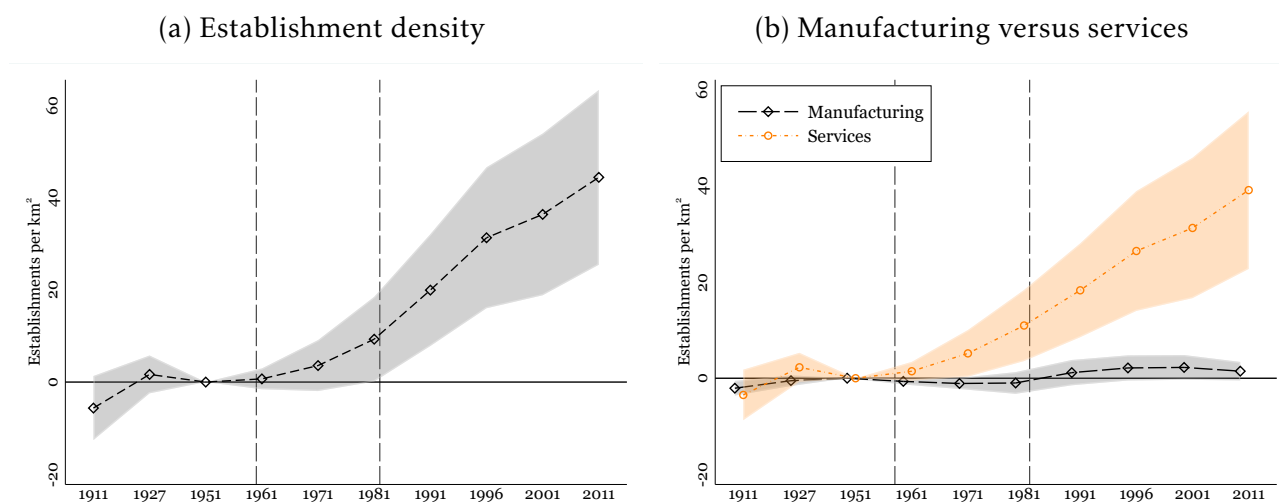 (a) Establishment density
Establishments per km²
60
40
20
0
-20
1911 1927 1951 1961 1971 1981 1991 1996 2001 2011
(b) Manufacturing versus services
Establishments per km²
60
40
20
0
-20
Manufacturing
Services
1911 1927 1951 1961 1971 1981 1991 1996 2001 2011